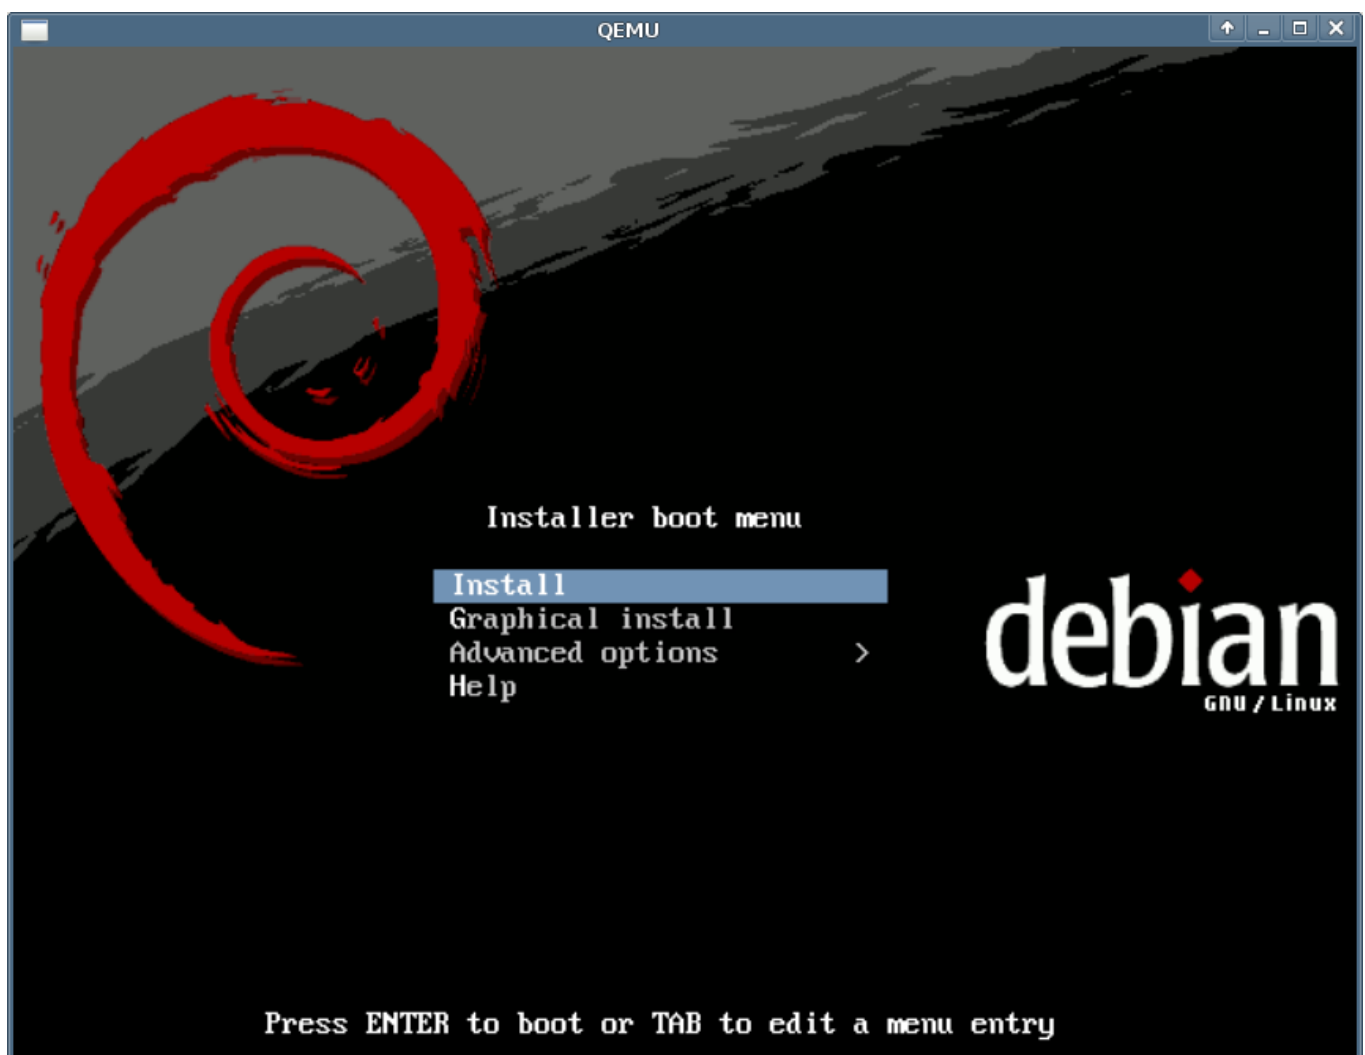 QEMU
Installer boot menu
Install
Graphical install
Advanced options >
Help
debian
GNU / Linux
Press ENTER to boot or TAB to edit a menu entry